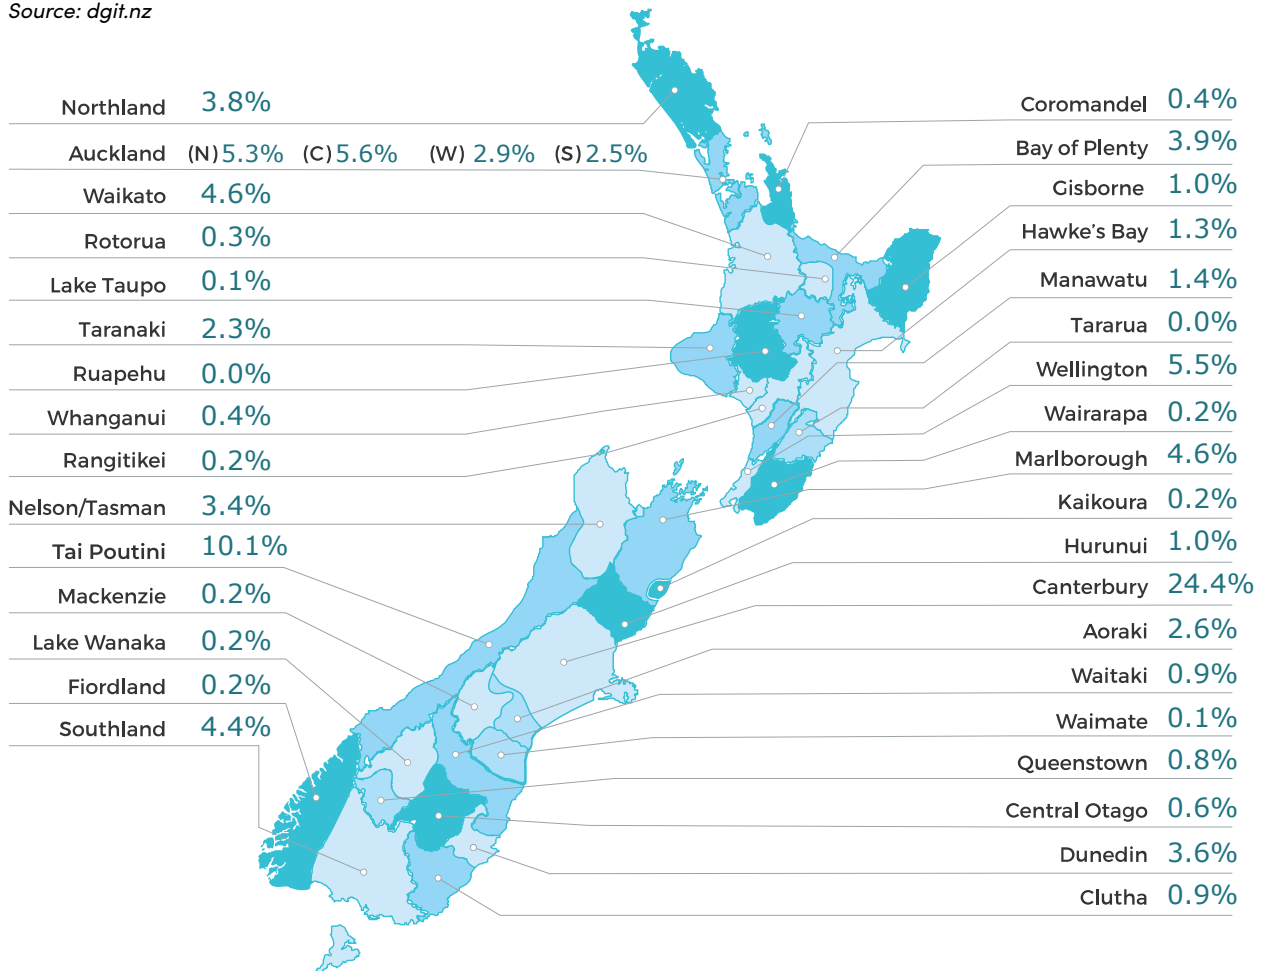 Source: dgit.nz
Northland 3.8%
Auckland (N) 5.3% (C) 5.6% (W) 2.9% (S) 2.5%
Waikato 4.6%
Rotorua 0.3%
Lake Taupo 0.1%
Taranaki 2.3%
Ruapehu 0.0%
Whanganui 0.4%
Rangitikei 0.2%
Nelson/Tasman 3.4%
Tai Poutini 10.1%
Mackenzie 0.2%
Lake Wanaka 0.2%
Fiordland 0.2%
Southland 4.4%
Coromandel 0.4%
Bay of Plenty 3.9%
Gisborne 1.0%
Hawke's Bay 1.3%
Manawatu 1.4%
Tararua 0.0%
Wellington 5.5%
Wairarapa 0.2%
Marlborough 4.6%
Kaikoura 0.2%
Hurunui 1.0%
Canterbury 24.4%
Aoraki 2.6%
Waitaki 0.9%
Waimate 0.1%
Queenstown 0.8%
Central Otago 0.6%
Dunedin 3.6%
Clutha 0.9%